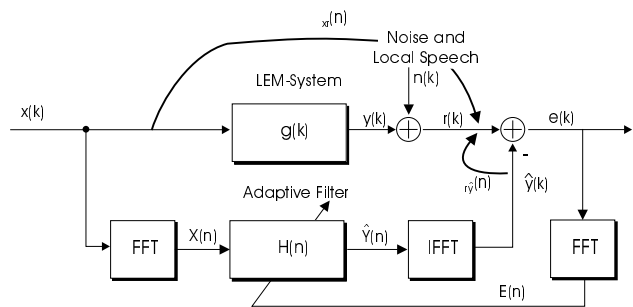 xr(n)
Noise and
Local Speech
n(k)
LEM-System
x(k)
g(k)
y(k)
r(k)
e(k)
rŷ(n)
-
ŷ(k)
Adaptive Filter
FFT
X(n)
H(n)
Ŷ(n)
IFFT
FFT
E(n)